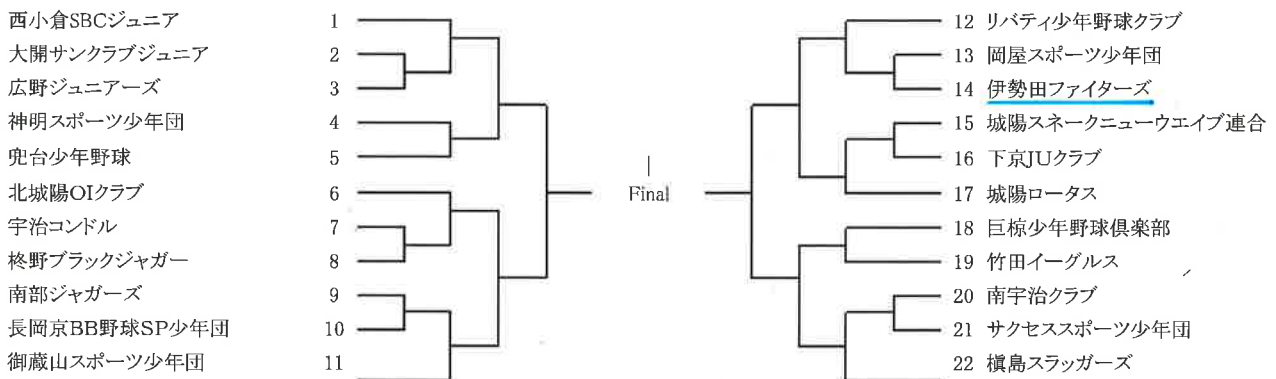 西小倉SBCジュニア 1
大開サンクラブジュニア 2
広野ジュニアーズ 3
神明スポーツ少年団 4
兜台少年野球 5
北城陽OIクラブ 6
宇治コンドル 7
柊野ブラックジャガー 8
南部ジャガーズ 9
長岡京BB野球SP少年団 10
御蔵山スポーツ少年団 11
Final
12 リバティ少年野球クラブ
13 岡屋スポーツ少年団
14 伊勢田ファイターズ
15 城陽スネークニューウエイブ連合
16 下京JUクラブ
17 城陽ロータス
18 巨椋少年野球倶楽部
19 竹田イーグルス
20 南宇治クラブ
21 サクセススポーツ少年団
22 槇島スラッガーズ